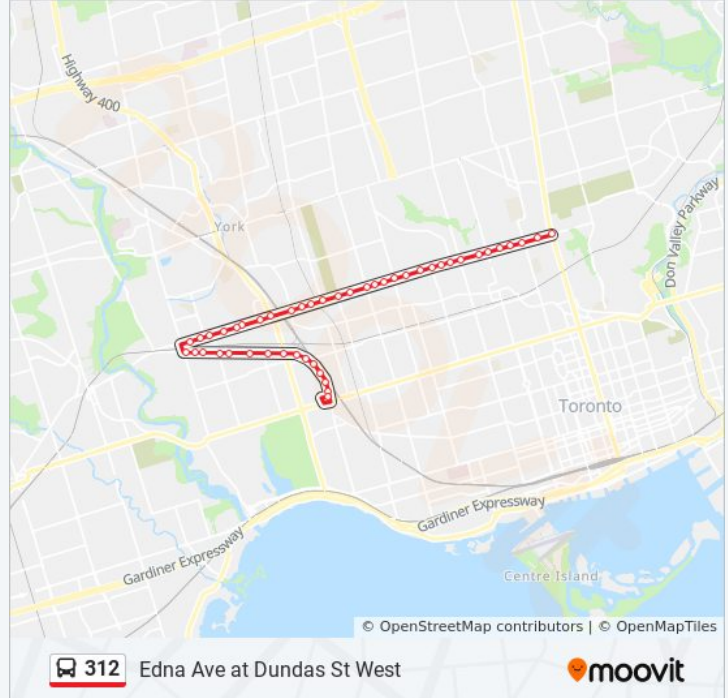 Highway 400
York
Don Valley Parkway
Toronto
Gardiner Expressway
Gardiner Expressway
Centre Island
© OpenStreetMap contributors | © OpenMapTiles
312 Edna Ave at Dundas St West
moovit